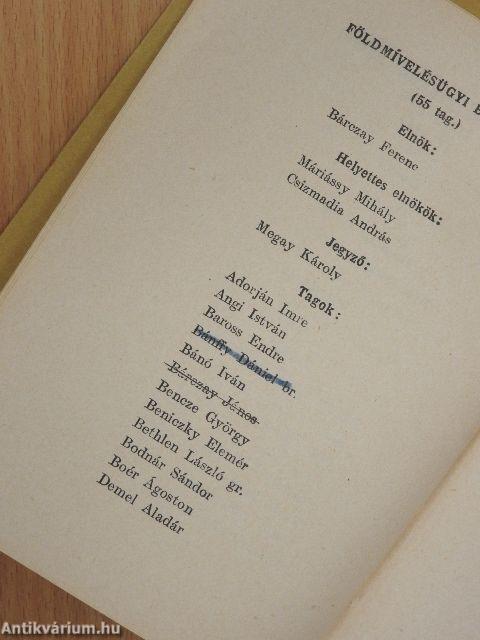 FÖLDMÍVELÉSÜGYI
(55 tag.)
Elnök:
Bárczay Ferenc
Helyettes elnökök:
Máriássy Mihály
Csizmadia András
Jegyző:
Megay Károly
Tagok:
Adorján Imre
Angi István
Baross Endre
Bánffy Dániel br.
Bánó Iván
Bárczay János
Bencze György
Beniczky Elemér
Bethlen László gr.
Bodnár Sándor
Boér Ágoston
Demel Aladár
Antikvárium.hu